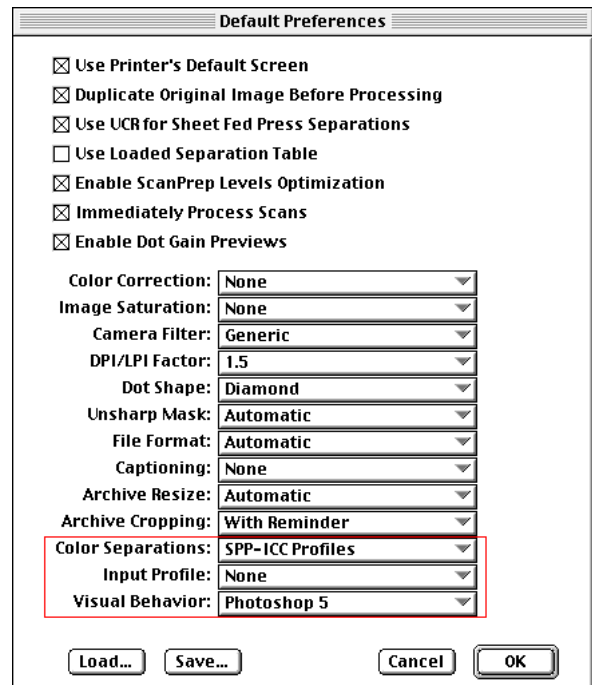 Default Preferences
Use Printer's Default Screen
Duplicate Original Image Before Processing
Use UCR for Sheet Fed Press Separations
Use Loaded Separation Table
Enable ScanPrep Levels Optimization
Immediately Process Scans
Enable Dot Gain Previews
Color Correction: None
Image Saturation: None
Camera Filter: Generic
DPI/LPI Factor: 1.5
Dot Shape: Diamond
Unsharp Mask: Automatic
File Format: Automatic
Captioning: None
Archive Resize: Automatic
Archive Cropping: With Reminder
Color Separations: SPP-ICC Profiles
Input Profile: None
Visual Behavior: Photoshop 5
Load... Save... Cancel OK